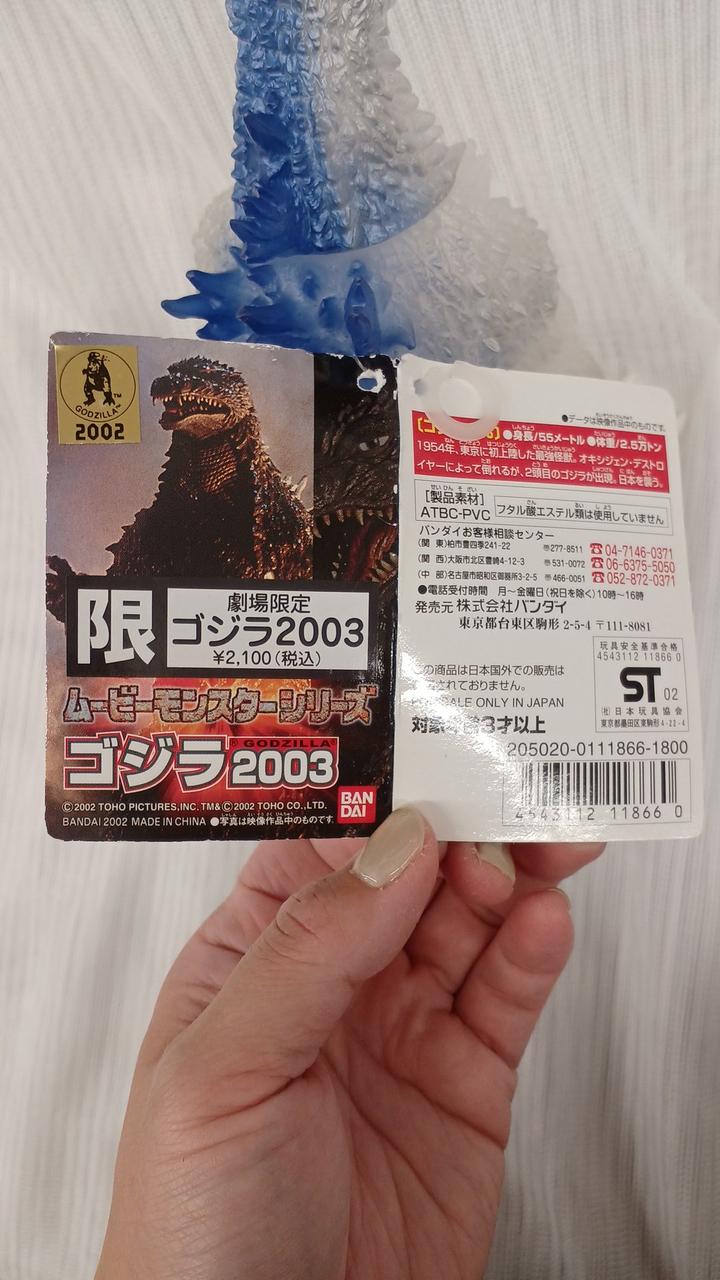 GODZILLA™
2002
限
劇場限定
ゴジラ2003
¥2,100(税込)
ムービーモンスターシリーズ
ゴジラ
GODZILLA®
2003
©2002 TOHO PICTURES,INC.TM&©2002 TOHO CO.,LTD.
BANDAI 2002 MADE IN CHINA ●写真は映像作品中のものです。
BAN
DAI
●データは映像作品中のものです。
●身長/55メートル ●体重/2.5万トン
1954年、東京に初上陸した最強怪獣。オキシジェン・デストロ
イヤーによって倒れるが、2頭目のゴジラが出現。日本を襲う。
[製品素材]
ATBC-PVC
フタル酸エステル類は使用していません
バンダイお客様相談センター
(関 東)柏市豊四季241-22 〒277-8511 ☎04-7146-0371
(関 西)大阪市北区豊崎4-12-3 〒531-0072 ☎06-6375-5050
(中 部)名古屋市昭和区御器所3-2-5 〒466-0051 ☎052-872-0371
●電話受付時間 月〜金曜日(祝日を除く)10時〜16時
発売元 株式会社バンダイ
東京都台東区駒形 2-5-4 〒111-8081
この商品は日本国外での販売は
されておりません。
SALE ONLY IN JAPAN
対象 3才以上
玩具安全基準合格
4543112 11866 0
ST 02
(社)日本玩具協会
東京都墨田区東駒形4-22-4
205020-0111866-1800
4543112 11866 0